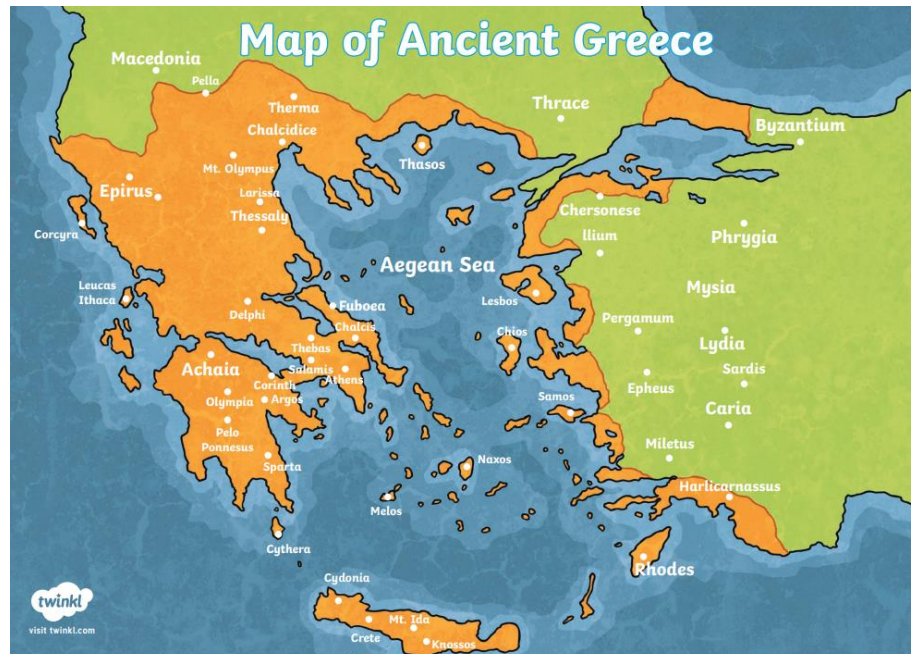 Map of Ancient Greece
Macedonia
Pella
Therma
Thrace
Byzantium
Chalcidice
Thasos
Mt. Olympus
Epirus
Larissa
Thessaly
Chersonese
Corcyra
llium
Phrygia
Aegean Sea
Leucas
Ithaca
Mysia
Lesbos
Fuboea
Delphi
Pergamum
Chalcis
Chios
Lydia
Thebas
Achaia
Salamis
Athens
Sardis
Corinth
Epheus
Olympia
Argos
Samos
Caria
Pelo
Ponnesus
Miletus
Sparta
Naxos
Harlicarnassus
Melos
Cythera
Rhodes
Cydonia
twinkl
visit twinkl.com
Mt. Ida
Crete
Knossos